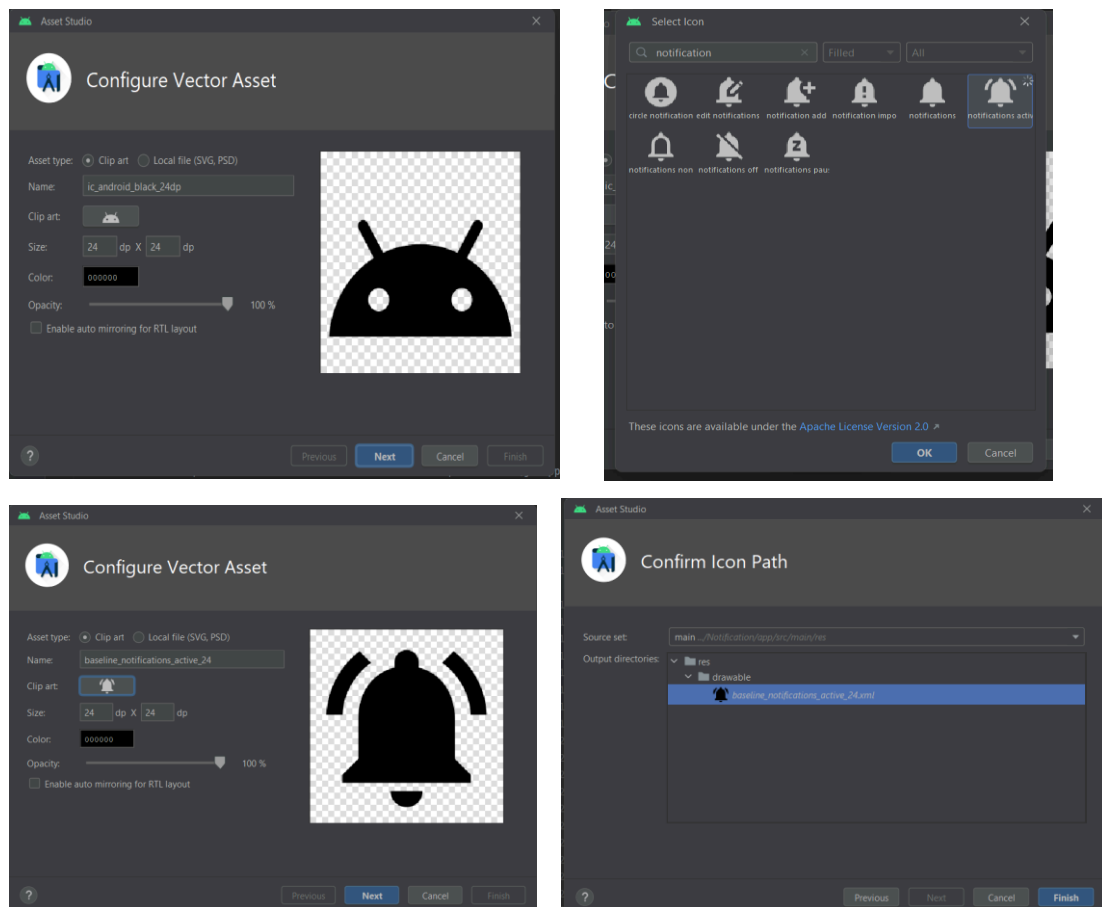 Asset Studio
Configure Vector Asset
Asset type: Clip art Local file (SVG, PSD)
Name: ic_android_black_24dp
Clip art:
Size: 24 dp X 24 dp
Color: 000000
Opacity: 100 %
Enable auto mirroring for RTL layout
? Previous Next Cancel Finish
Select Icon
notification Filled All
circle notification edit notifications notification add notification impo notifications notifications activ
notifications non notifications off notifications pau
These icons are available under the Apache License Version 2.0
OK Cancel
Asset Studio
Configure Vector Asset
Asset type: Clip art Local file (SVG, PSD)
Name: baseline_notifications_active_24
Clip art:
Size: 24 dp X 24 dp
Color: 000000
Opacity: 100 %
Enable auto mirroring for RTL layout
? Previous Next Cancel Finish
Asset Studio
Confirm Icon Path
Source set: main ../Notification/app/src/main/res
Output directories: res
drawable
baseline_notifications_active_24.xml
? Previous Next Cancel Finish